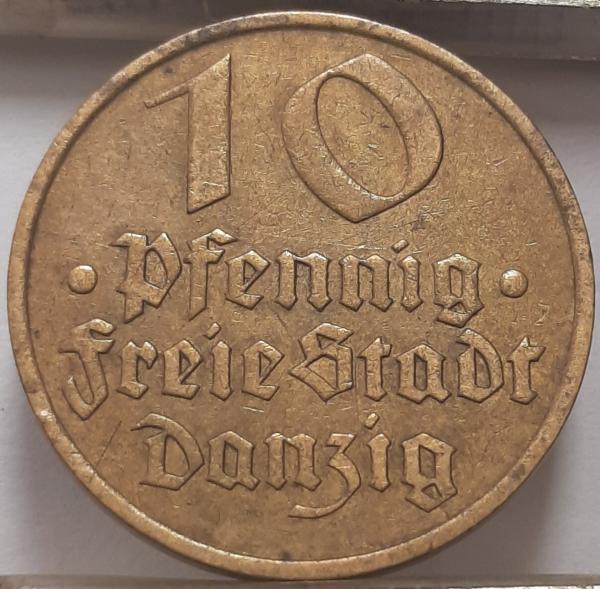 10
• Pfennig •
Freie Stadt
Danzig